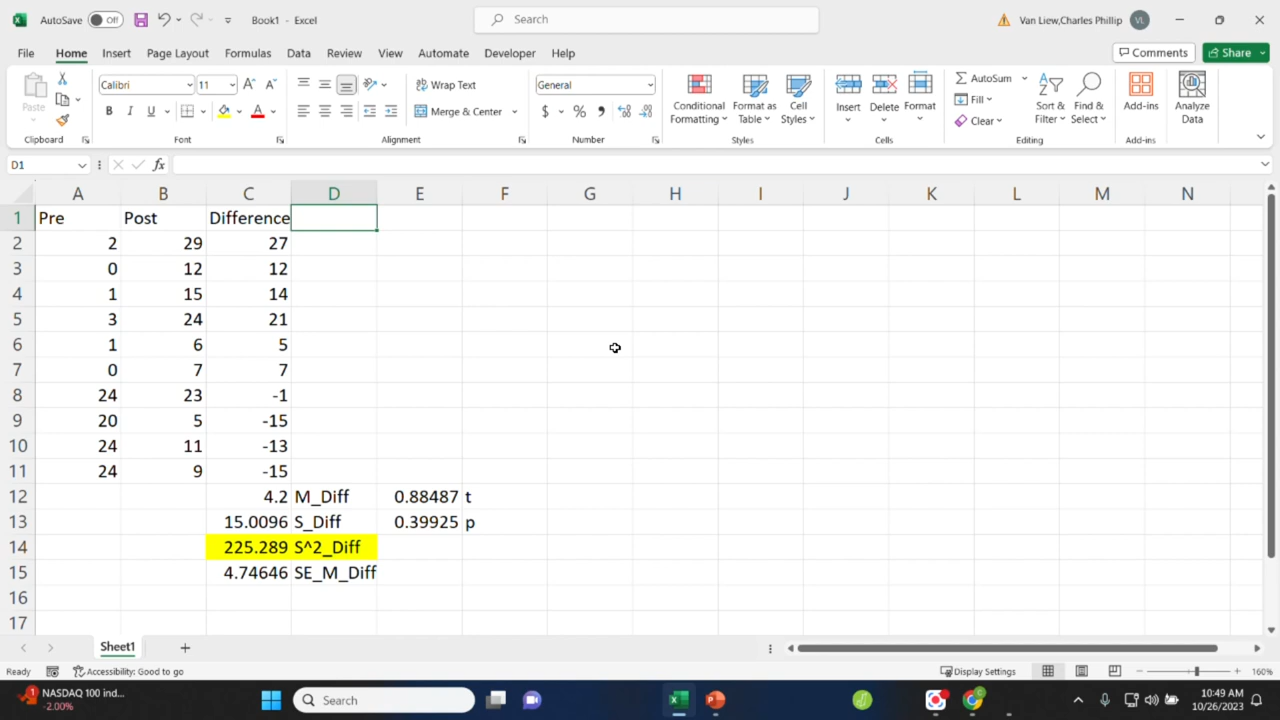 AutoSave Off Book1 - Excel Search Van Liew,Charles Phillip VL
File Home Insert Page Layout Formulas Data Review View Automate Developer Help Comments Share
Paste Calibri 11 Wrap Text General AutoSum
B I U Merge & Center $ % Conditional Formatting Format as Table Cell Styles Insert Delete Format Fill Clear Sort & Filter Find & Select Add-ins Analyze Data
Clipboard Font Alignment Number Styles Cells Editing Add-ins
D1 fx
A B C D E F G H I J K L M N
1 Pre Post Difference
2 2 29 27
3 0 12 12
4 1 15 14
5 3 24 21
6 1 6 5
7 0 7 7
8 24 23 -1
9 20 5 -15
10 24 11 -13
11 24 9 -15
12 4.2 M_Diff 0.88487 t
13 15.0096 S_Diff 0.39925 p
14 225.289 S^2_Diff
15 4.74646 SE_M_Diff
16
17
Sheet1
Ready Accessibility: Good to go Display Settings 160%
NASDAQ 100 ind...
-2.00%
Search
10:49 AM
10/26/2023